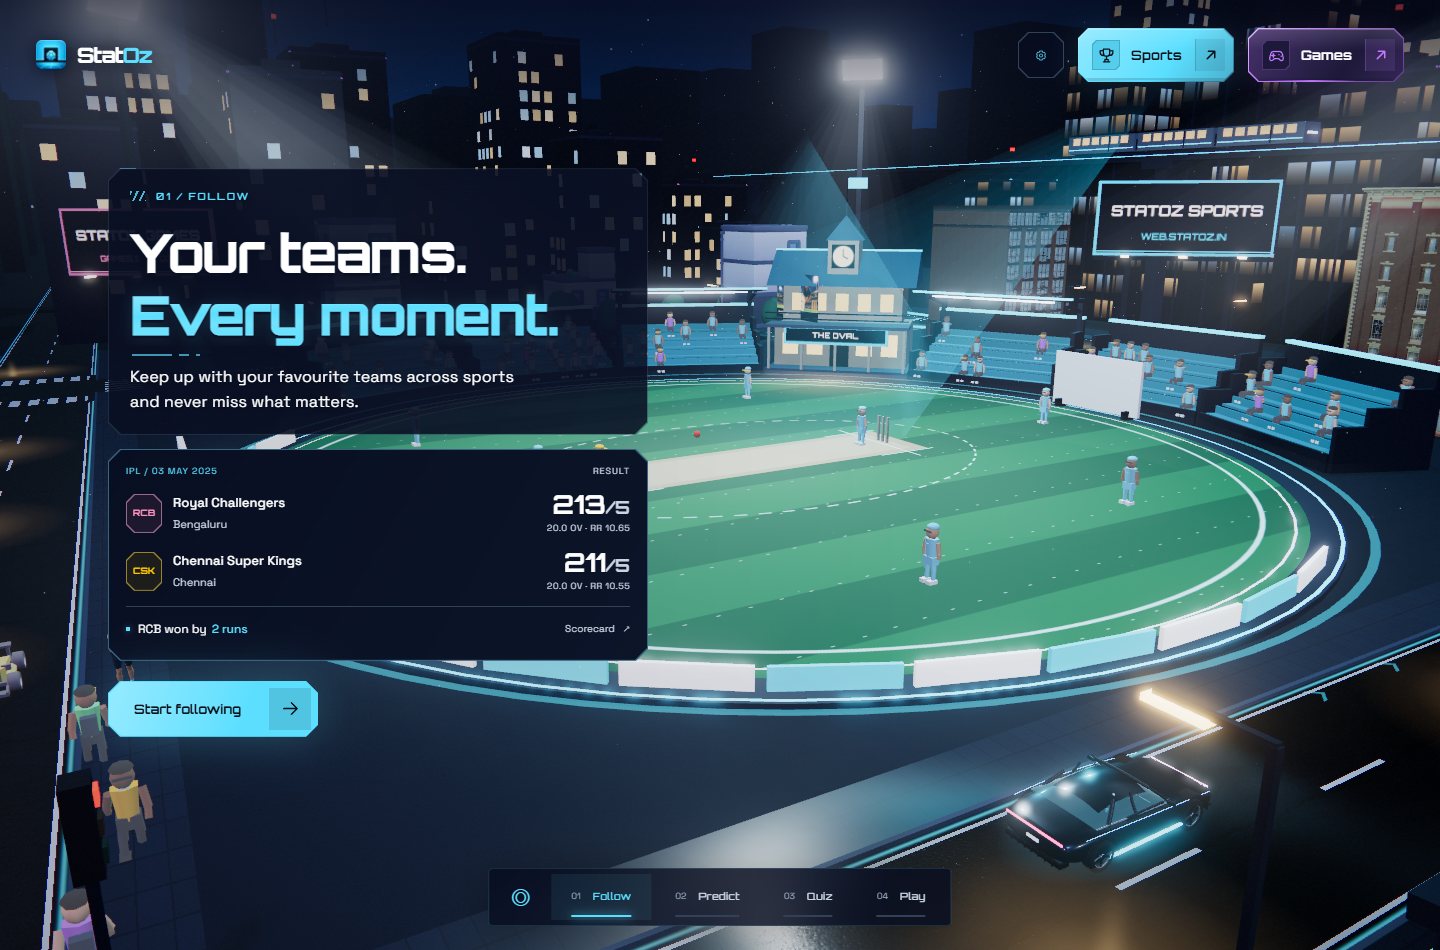 StatOz
Sports
Games
01 / FOLLOW
Your teams.
Every moment.
Keep up with your favourite teams across sports
and never miss what matters.
IPL / 03 MAY 2025
RESULT
RCB
Royal Challengers
Bengaluru
213/5
20.0 OV · RR 10.65
CSK
Chennai Super Kings
Chennai
211/5
20.0 OV · RR 10.55
RCB won by 2 runs
Scorecard ↗
Start following
STATOZ SPORTS
WEB.STATOZ.IN
THE OVAL
01 Follow
02 Predict
03 Quiz
04 Play